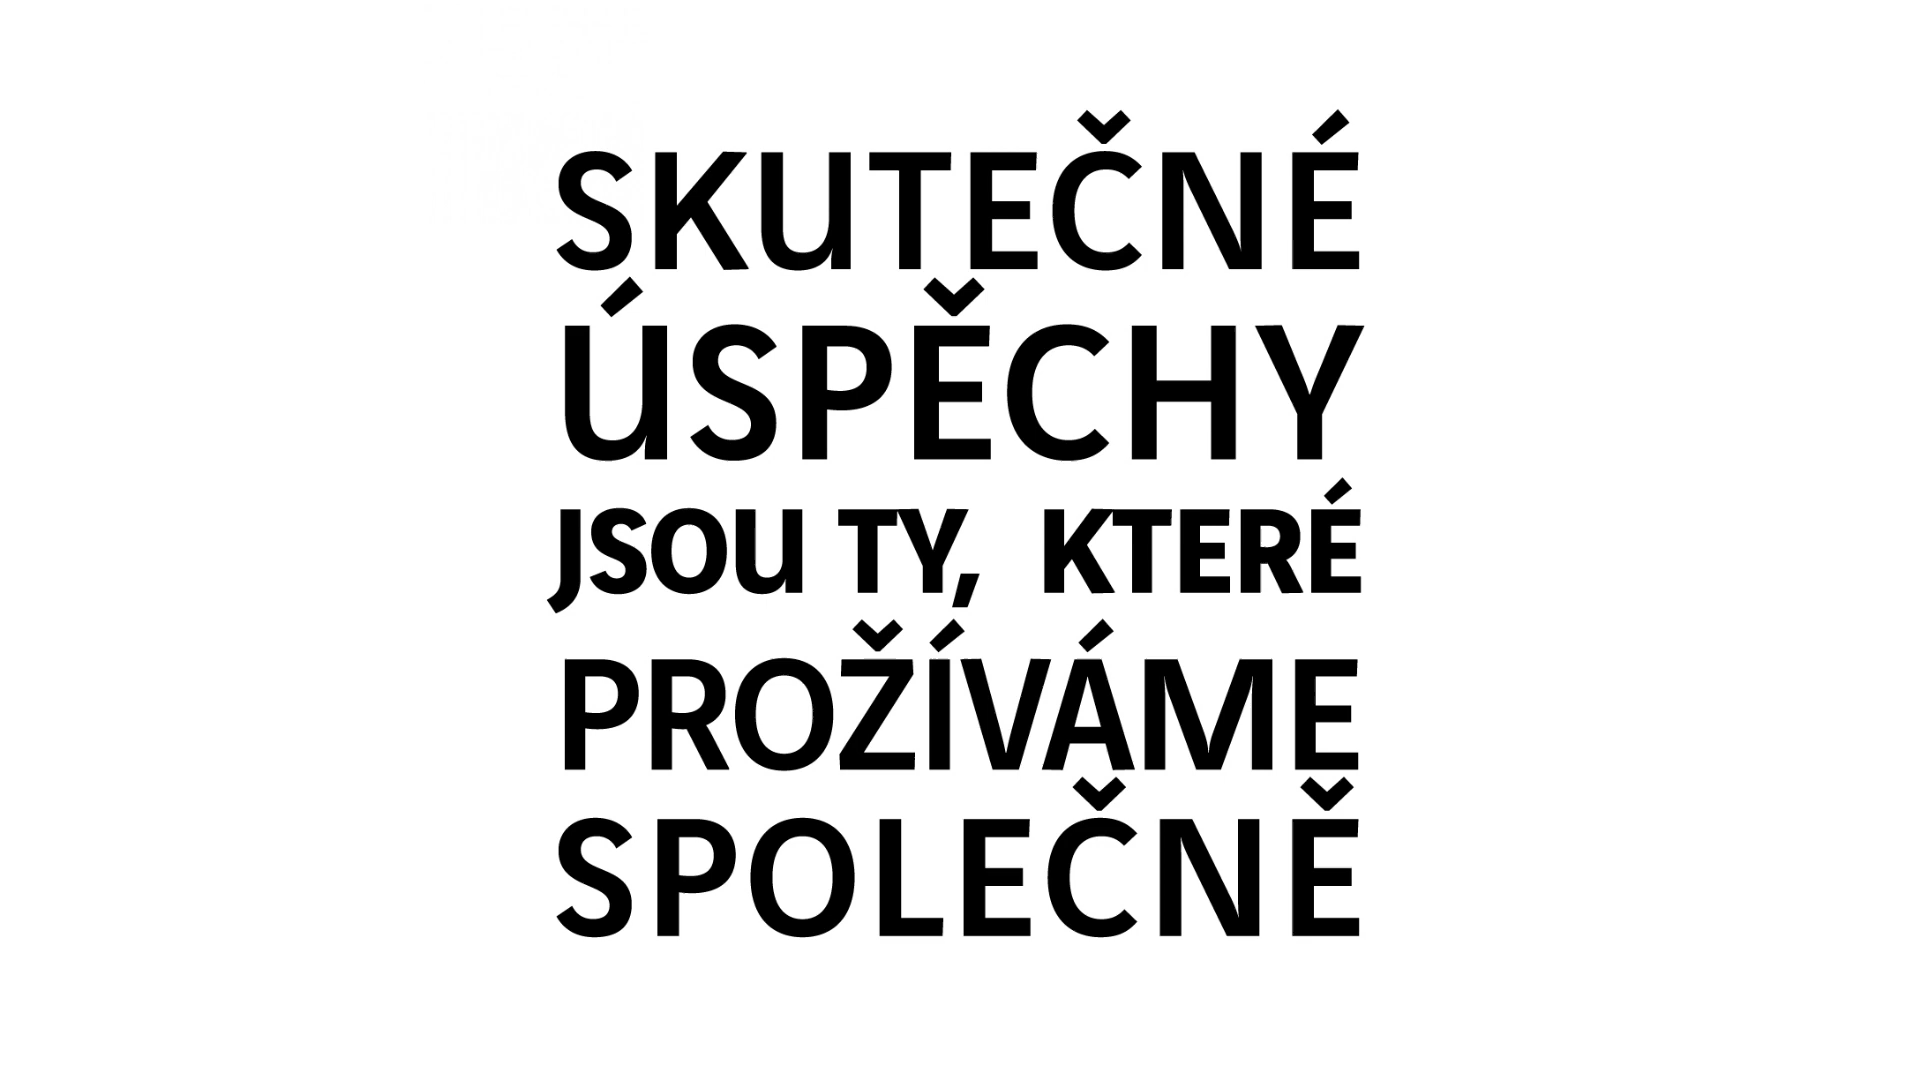 SKUTEČNÉ
ÚSPĚCHY
JSOU TY, KTERÉ
PROŽÍVÁME
SPOLEČNĚ